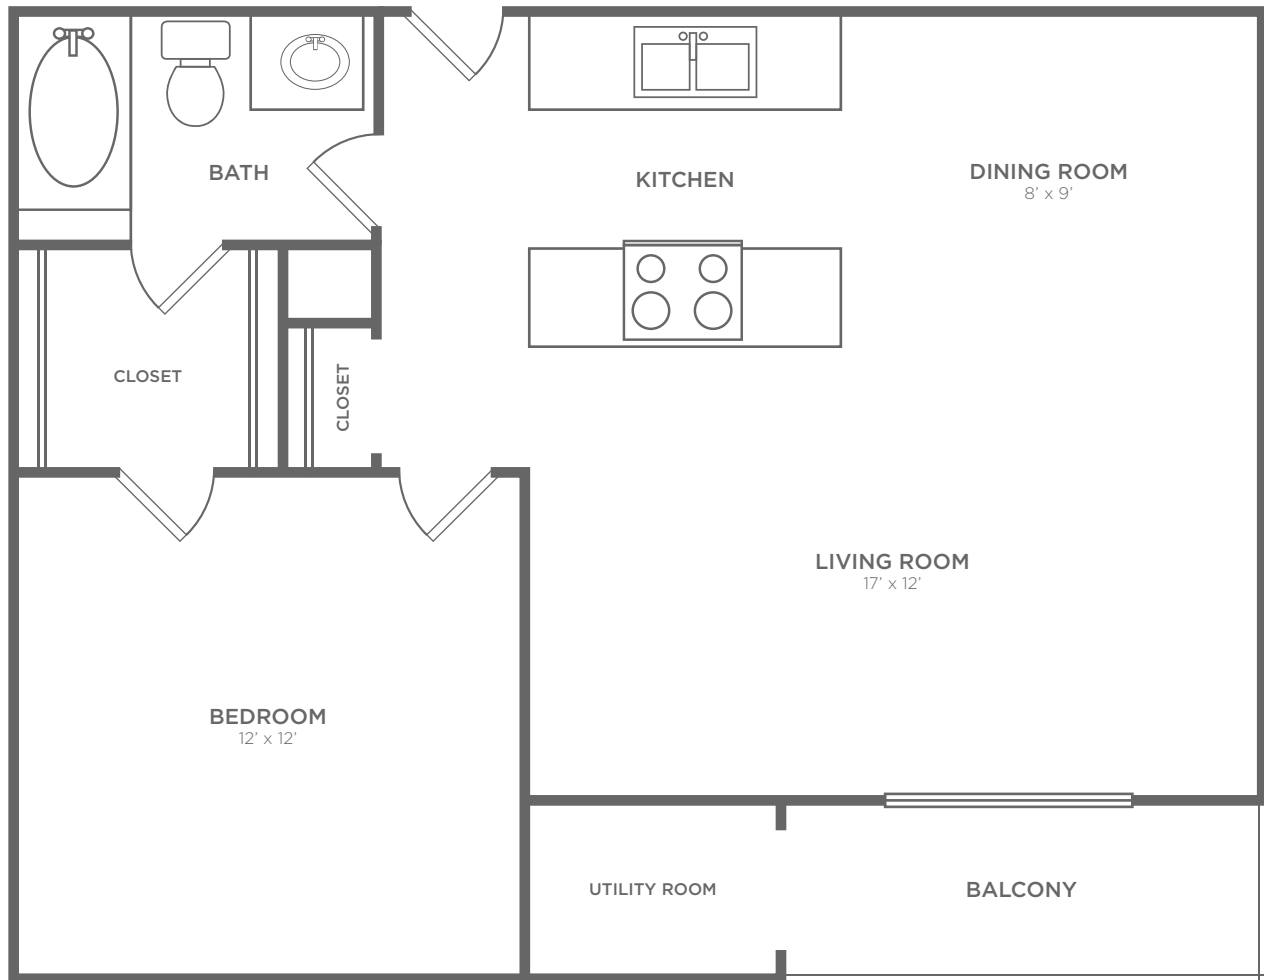 BATH
KITCHEN
DINING ROOM
8’ x 9’
CLOSET
CLOSET
LIVING ROOM
17’ x 12’
BEDROOM
12’ x 12’
UTILITY ROOM
BALCONY